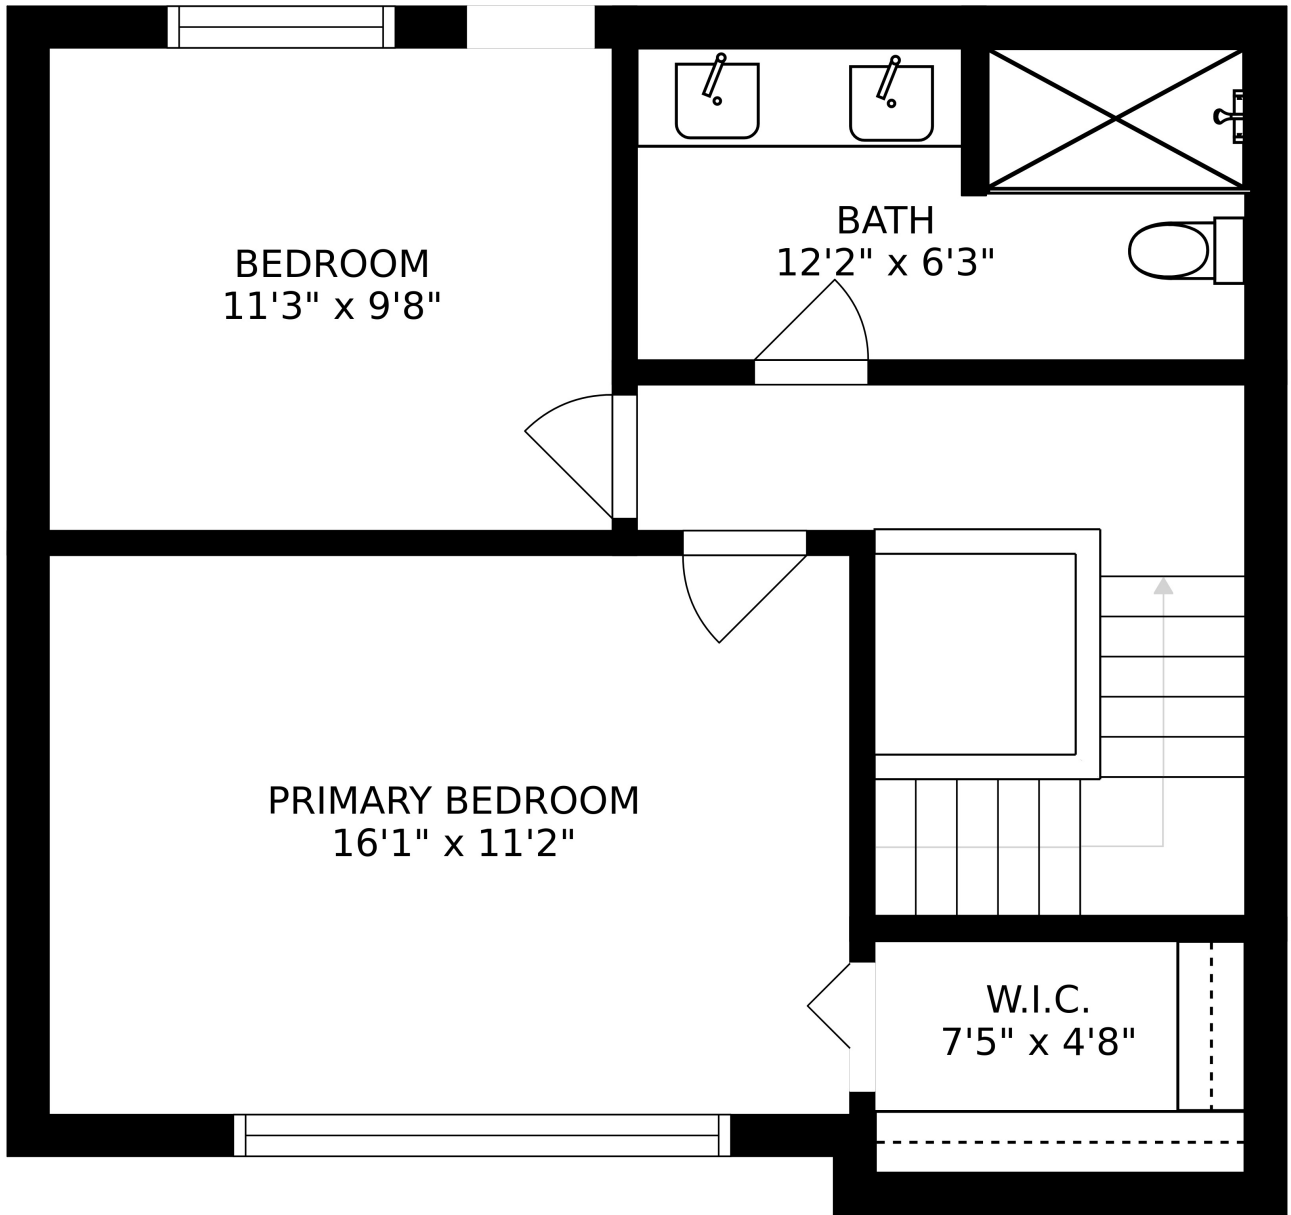 BATH
12'2" x 6'3"
BEDROOM
11'3" x 9'8"
PRIMARY BEDROOM
16'1" x 11'2"
W.I.C.
7'5" x 4'8"